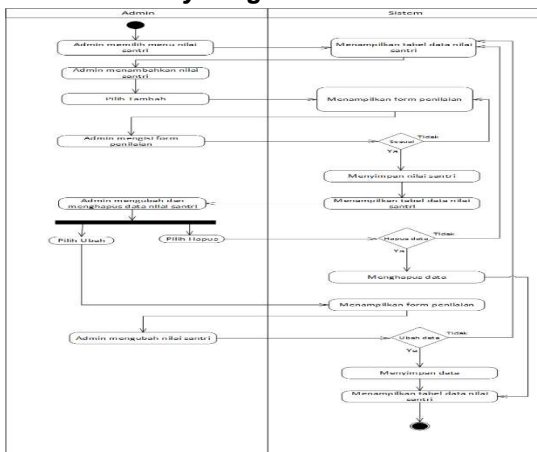 Admin
Sistem
Admin memilih menu nilai
santri
Menampilkan tabel data nilai
santri
Admin menambahkan nilai
santri
Pilih Tambah
Menampilkan form penilaian
Admin mengisi form
penilaian
Sesuai
Tidak
Ya
Menyimpan nilai santri
Admin mengubah dan
menghapus data nilai santri
Menampilkan tabel data nilai
santri
Pilih Ubah
Pilih Hapus
Hapus data
Tidak
Ya
Menghapus data
Menampilkan form penilaian
Admin mengubah nilai santri
Ubah data
Tidak
Ya
Menyimpan data
Menampilkan tabel data nilai
santri